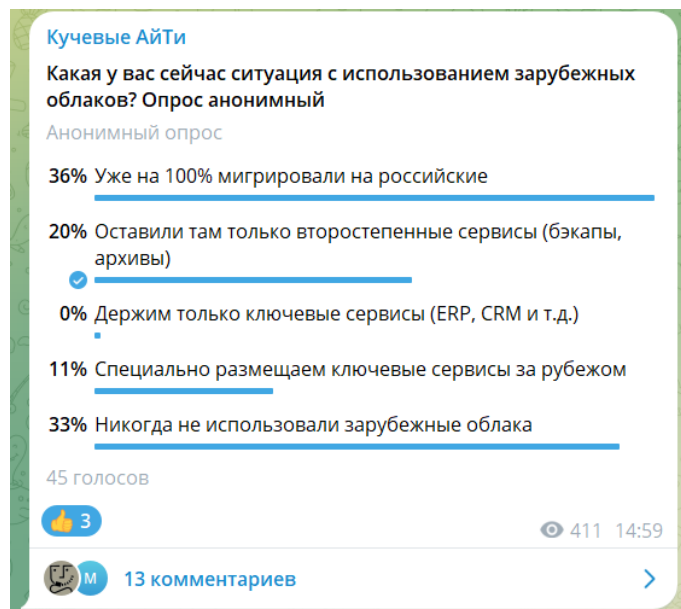 Кучевые АйТи
Какая у вас сейчас ситуация с использованием зарубежных
облаков? Опрос анонимный
Анонимный опрос
36% Уже на 100% мигрировали на российские
20% Оставили там только второстепенные сервисы (бэкапы,
архивы)
0% Держим только ключевые сервисы (ERP, CRM и т.д.)
11% Специально размещаем ключевые сервисы за рубежом
33% Никогда не использовали зарубежные облака
45 голосов
👍 3
411 14:59
М 13 комментариев